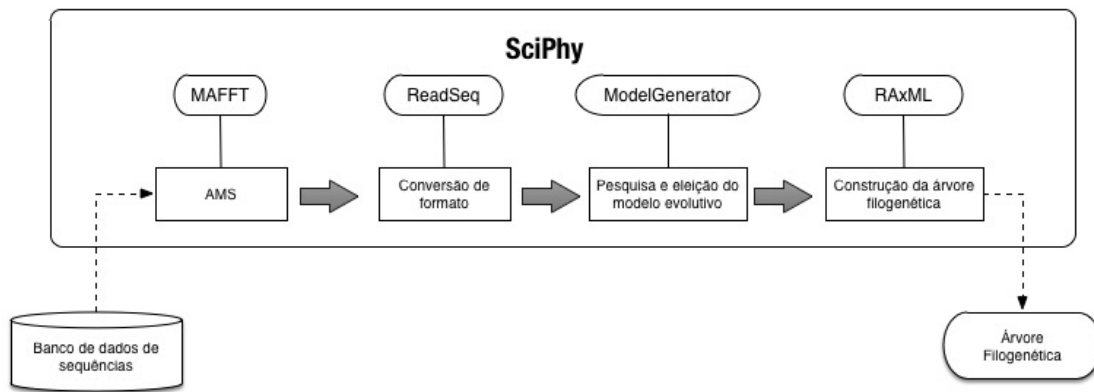 SciPhy
MAFFT
ReadSeq
ModelGenerator
RAxML
AMS
Conversão de
formato
Pesquisa e eleição do
modelo evolutivo
Construção da árvore
filogenética
Banco de dados de
sequências
Árvore
Filogenética